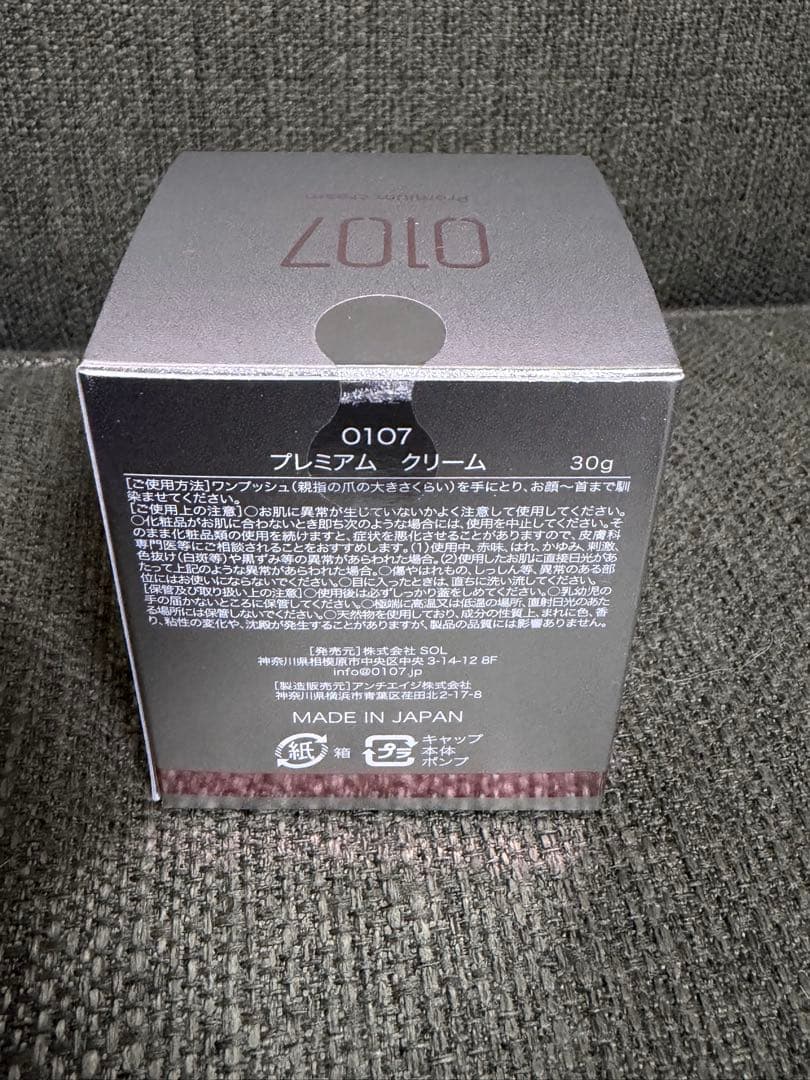 Premium cream
0107
0107
プレミアム クリーム 30g
[ご使用方法]ワンプッシュ(親指の爪の大きさくらい)を手にとり、お顔〜首まで馴
染ませてください。
[ご使用上の注意]○お肌に異常が生じていないかよく注意して使用してください。
○化粧品がお肌に合わないとき即ち次のような場合には、使用を中止してください。そ
のまま化粧品類の使用を続けますと、症状を悪化させることがありますので、皮膚科
専門医等にご相談されることをおすすめします。(1)使用中、赤味、はれ、かゆみ、刺激、
色抜け(白斑等)や黒ずみ等の異常があらわれた場合。(2)使用したお肌に直接日光があ
たって上記のような異常があらわれた場合。○傷やはれもの、しっしん等、異常のある部
位にはお使いにならないでください。○目に入ったときは、直ちに洗い流してください。
[保管及び取り扱い上の注意]○使用後は必ずしっかり蓋をしめてください。○乳幼児の
手の届かないところに保管してください。○極端に高温又は低温の場所、直射日光のあた
る場所には保管しないでください。○天然物を使用しており、成分の性質上、まれに色、香
り、粘性の変化や、沈殿が発生することがありますが、製品の品質には影響ありません。
[発売元]株式会社 SOL
神奈川県相模原市中央区中央 3-14-12 8F
info@0107.jp
[製造販売元]アンチエイジ株式会社
神奈川県横浜市青葉区荏田北2-17-8
MADE IN JAPAN
紙 箱 プラ キャップ
本体
ポンプ